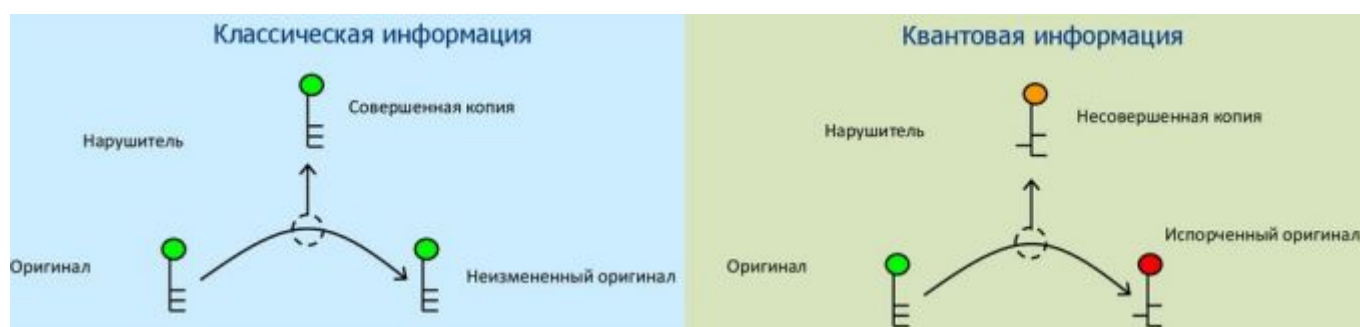 Классическая информация
Совершенная копия
Нарушитель
Оригинал
Неизмененный оригинал
Квантовая информация
Несовершенная копия
Нарушитель
Испорченный оригинал
Оригинал